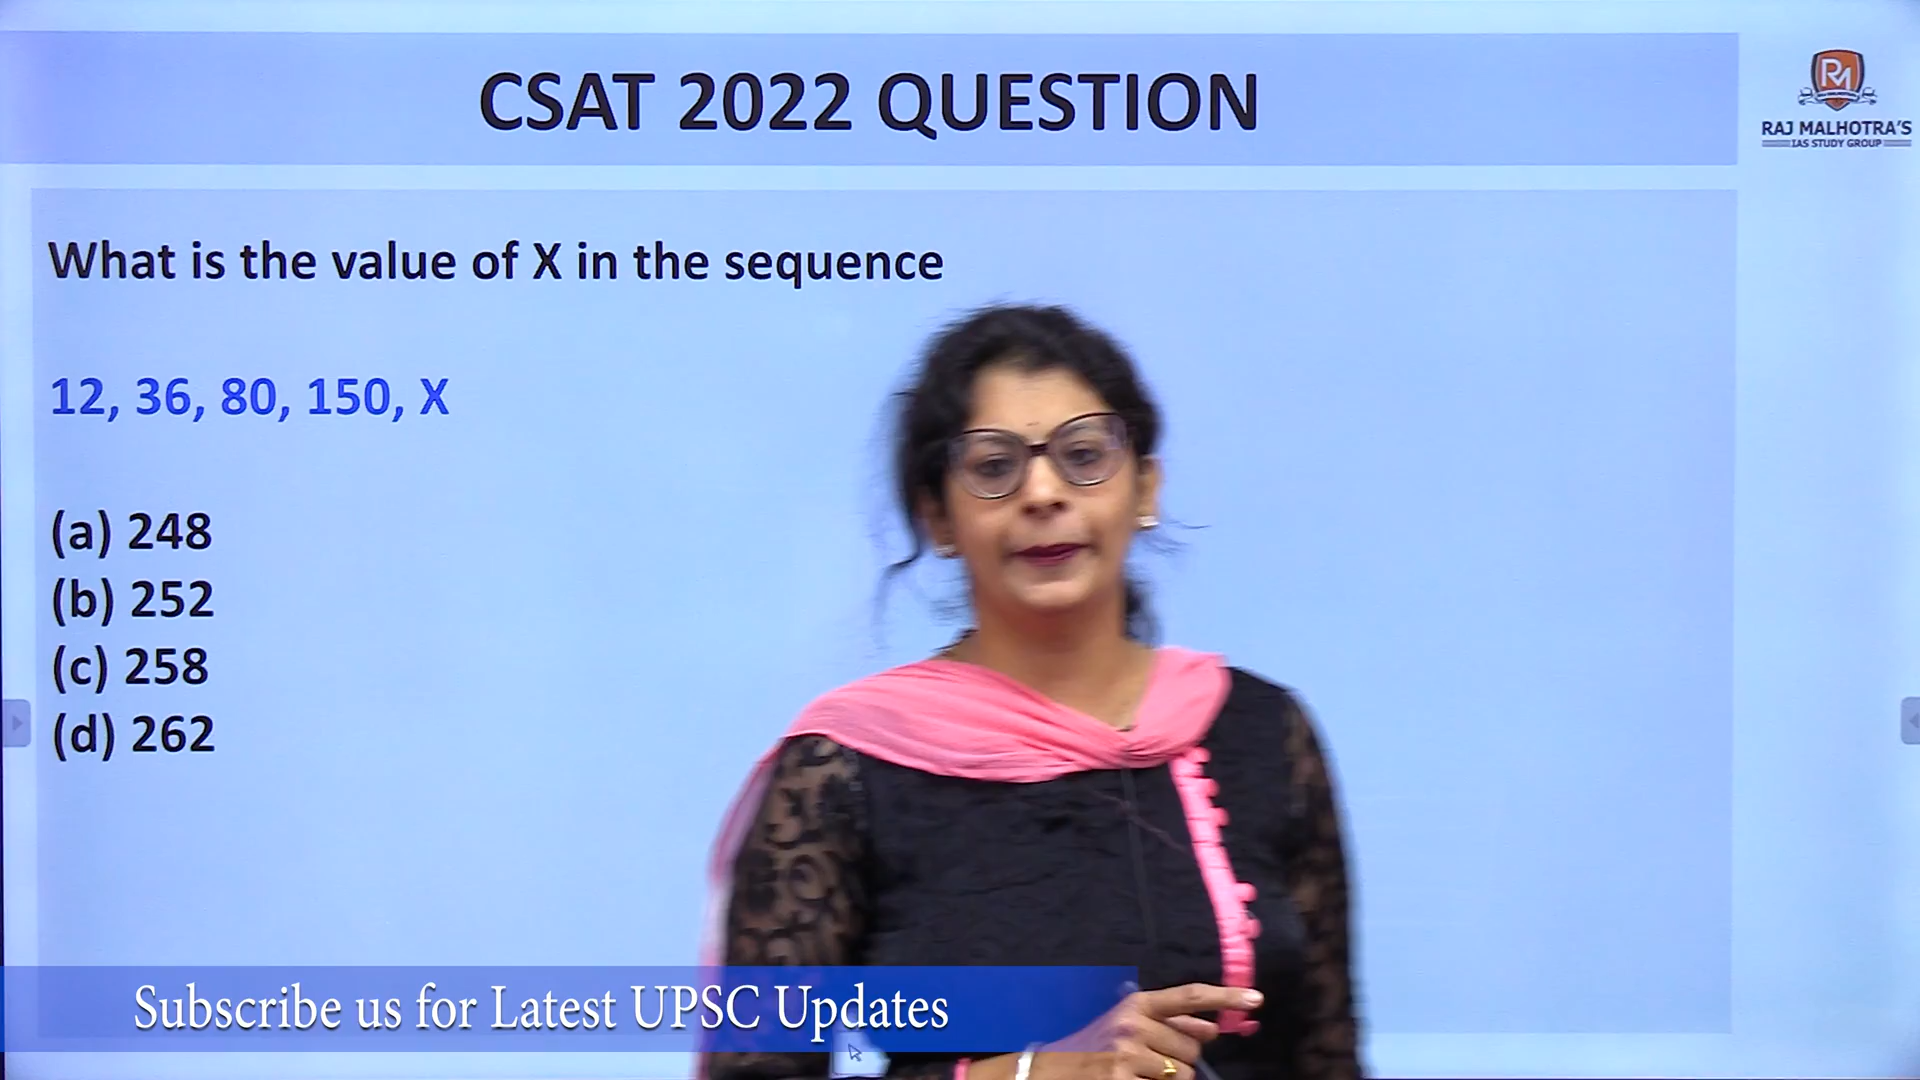 CSAT 2022 QUESTION
RM
RAJ MALHOTRA'S
IAS STUDY GROUP
What is the value of X in the sequence
12, 36, 80, 150, X
(a) 248
(b) 252
(c) 258
(d) 262
Subscribe us for Latest UPSC Updates